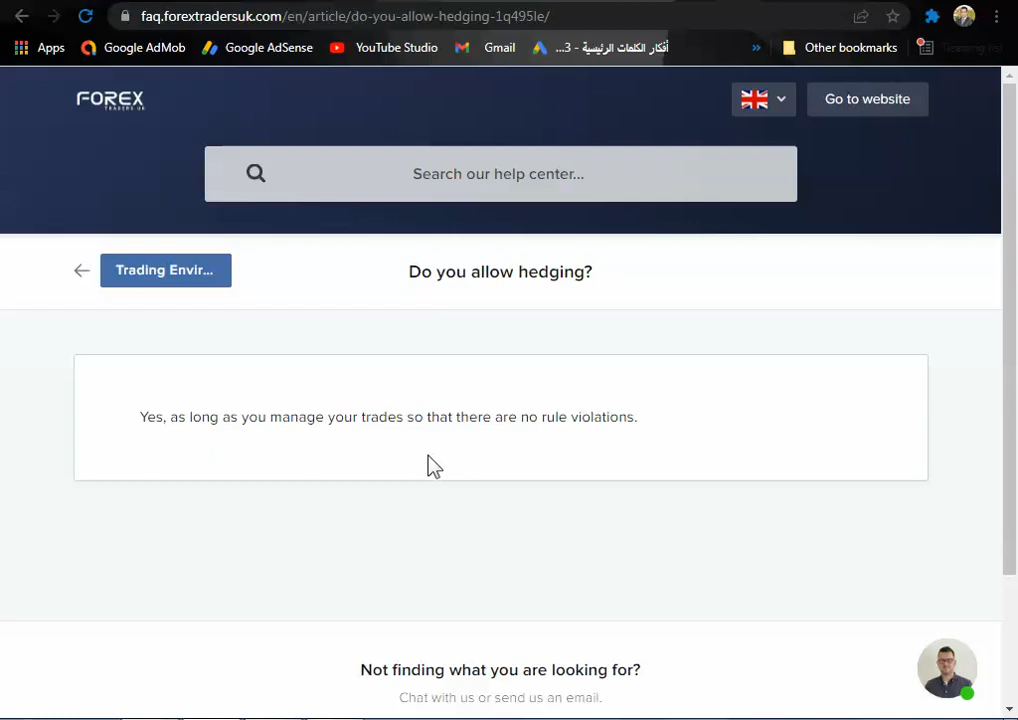 faq.forextradersuk.com/en/article/do-you-allow-hedging-1q495le/
Apps
Google AdMob
Google AdSense
YouTube Studio
Gmail
أفكار الكلمات الرئيسية - 3...
»
Other bookmarks
FOREX
TRADERS UK
Go to website
Search our help center...
Trading Envir...
Do you allow hedging?
Yes, as long as you manage your trades so that there are no rule violations.
Not finding what you are looking for?
Chat with us or send us an email.